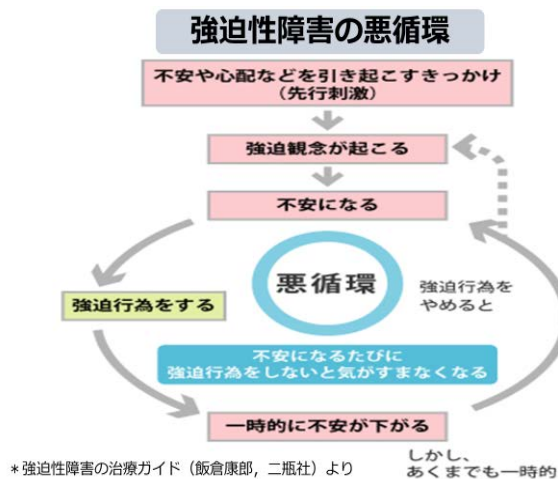 強迫性障害の悪循環
不安や心配などを引き起こすきっかけ
（先行刺激）
強迫観念が起こる
不安になる
悪循環
強迫行為を
やめると
強迫行為をする
不安になるたびに
強迫行為をしないと気がすまなくなる
一時的に不安が下がる
しかし、
あくまでも一時的
＊強迫性障害の治療ガイド（飯倉康郎，二瓶社）より